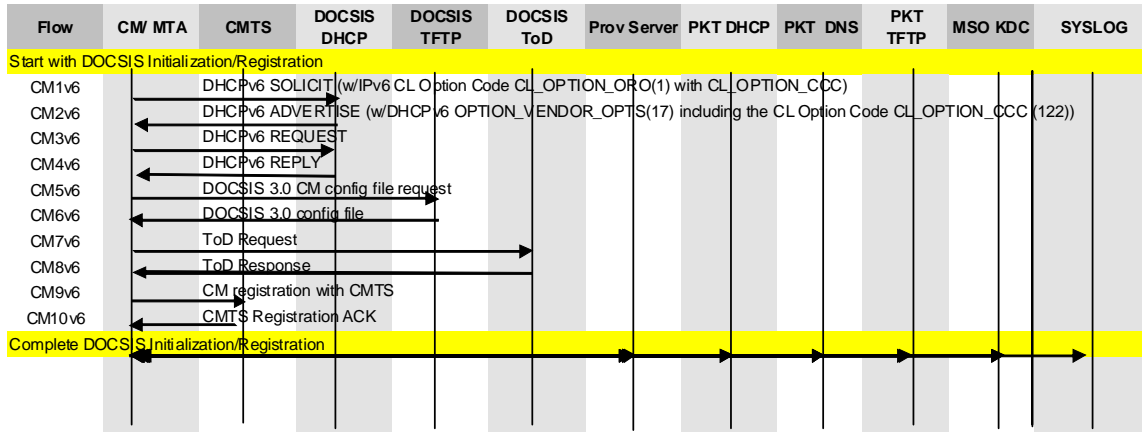 Flow CM/ MTA CMTS DOCSIS DHCP DOCSIS TFTP DOCSIS ToD Prov Server PKT DHCP PKT DNS PKT TFTP MSO KDC SYSLOG
Start with DOCSIS Initialization/Registration
CM1v6 DHCPv6 SOLICIT (w/IPv6 CL Option Code CL_OPTION_ORO(1) with CL_OPTION_CCC)
CM2v6 DHCPv6 ADVERTISE (w/DHCPv6 OPTION_VENDOR_OPTS(17) including the CL Option Code CL_OPTION_CCC (122))
CM3v6 DHCPv6 REQUEST
CM4v6 DHCPv6 REPLY
CM5v6 DOCSIS 3.0 CM config file request
CM6v6 DOCSIS 3.0 config file
CM7v6 ToD Request
CM8v6 ToD Response
CM9v6 CM registration with CMTS
CM10v6 CMTS Registration ACK
Complete DOCSIS Initialization/Registration